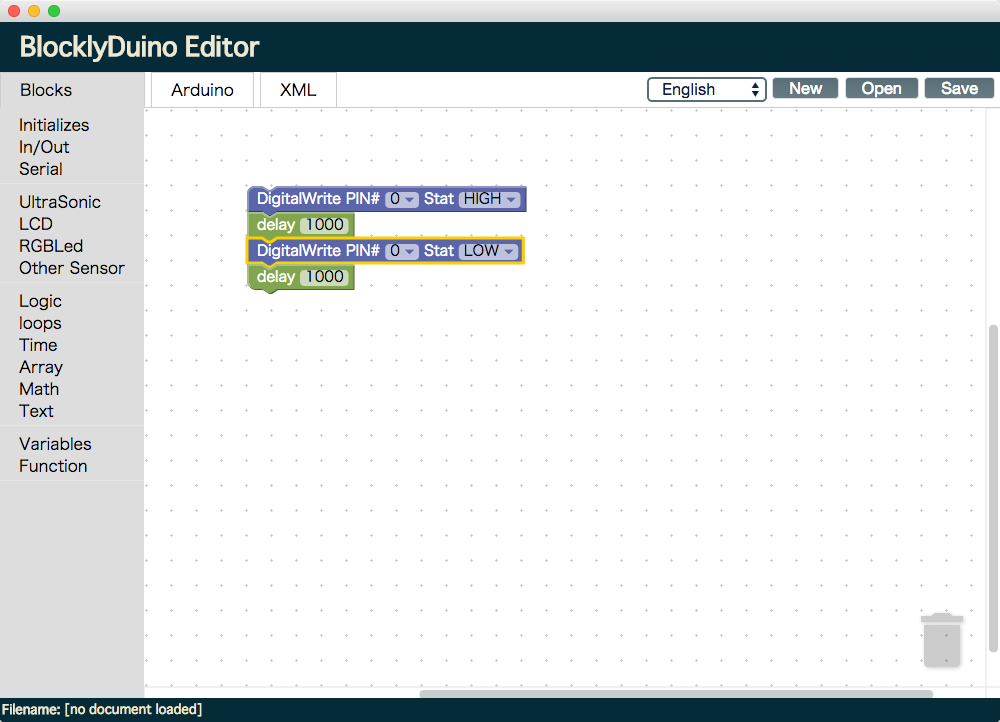 BlocklyDuino Editor
Blocks
Arduino
XML
English
New
Open
Save
Initializes
In/Out
Serial
UltraSonic
LCD
RGBLed
Other Sensor
Logic
loops
Time
Array
Math
Text
Variables
Function
DigitalWrite PIN# 0 Stat HIGH
delay 1000
DigitalWrite PIN# 0 Stat LOW
delay 1000
Filename: [no document loaded]